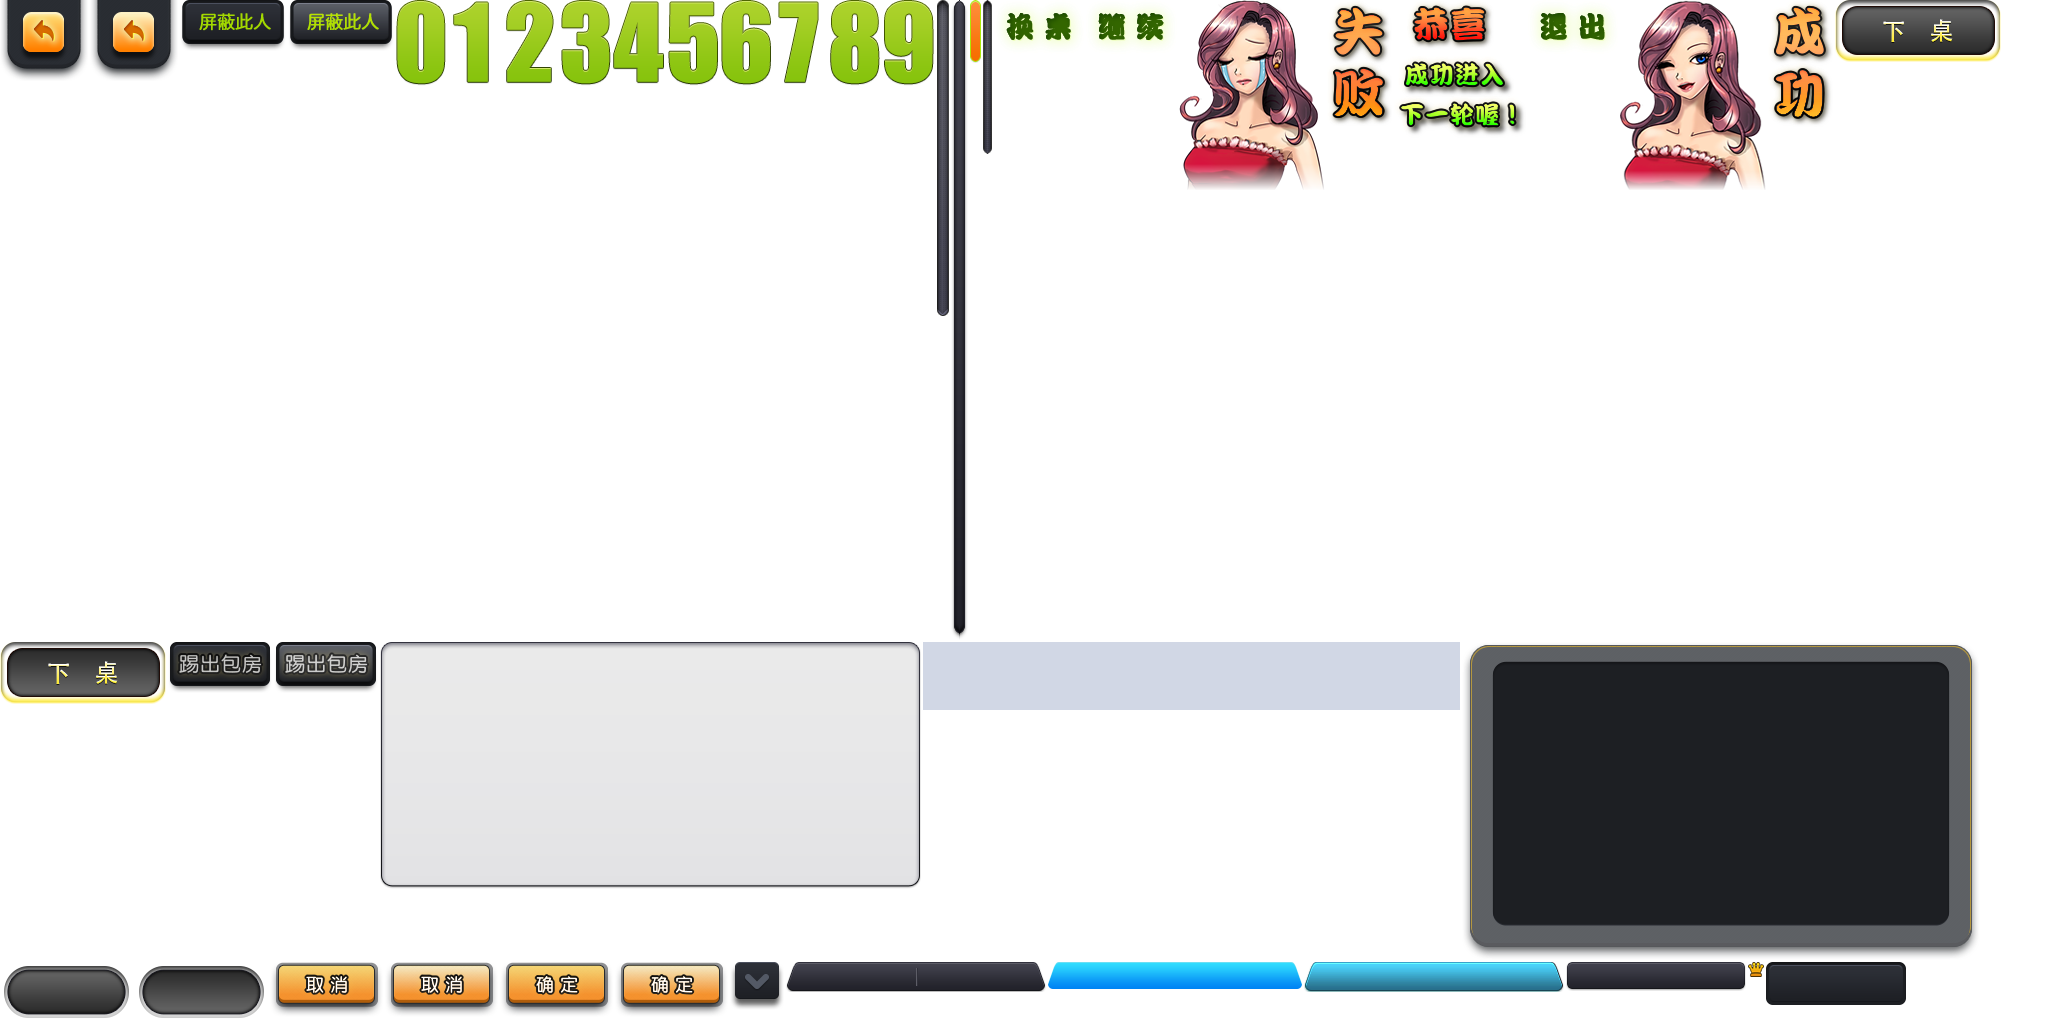 屏蔽此人
屏蔽此人
0123456789
换桌
继续
失败
恭喜
成功进入
下一轮喔！
退出
成功
下 桌
下 桌
踢出包房
踢出包房
取消
取消
确定
确定